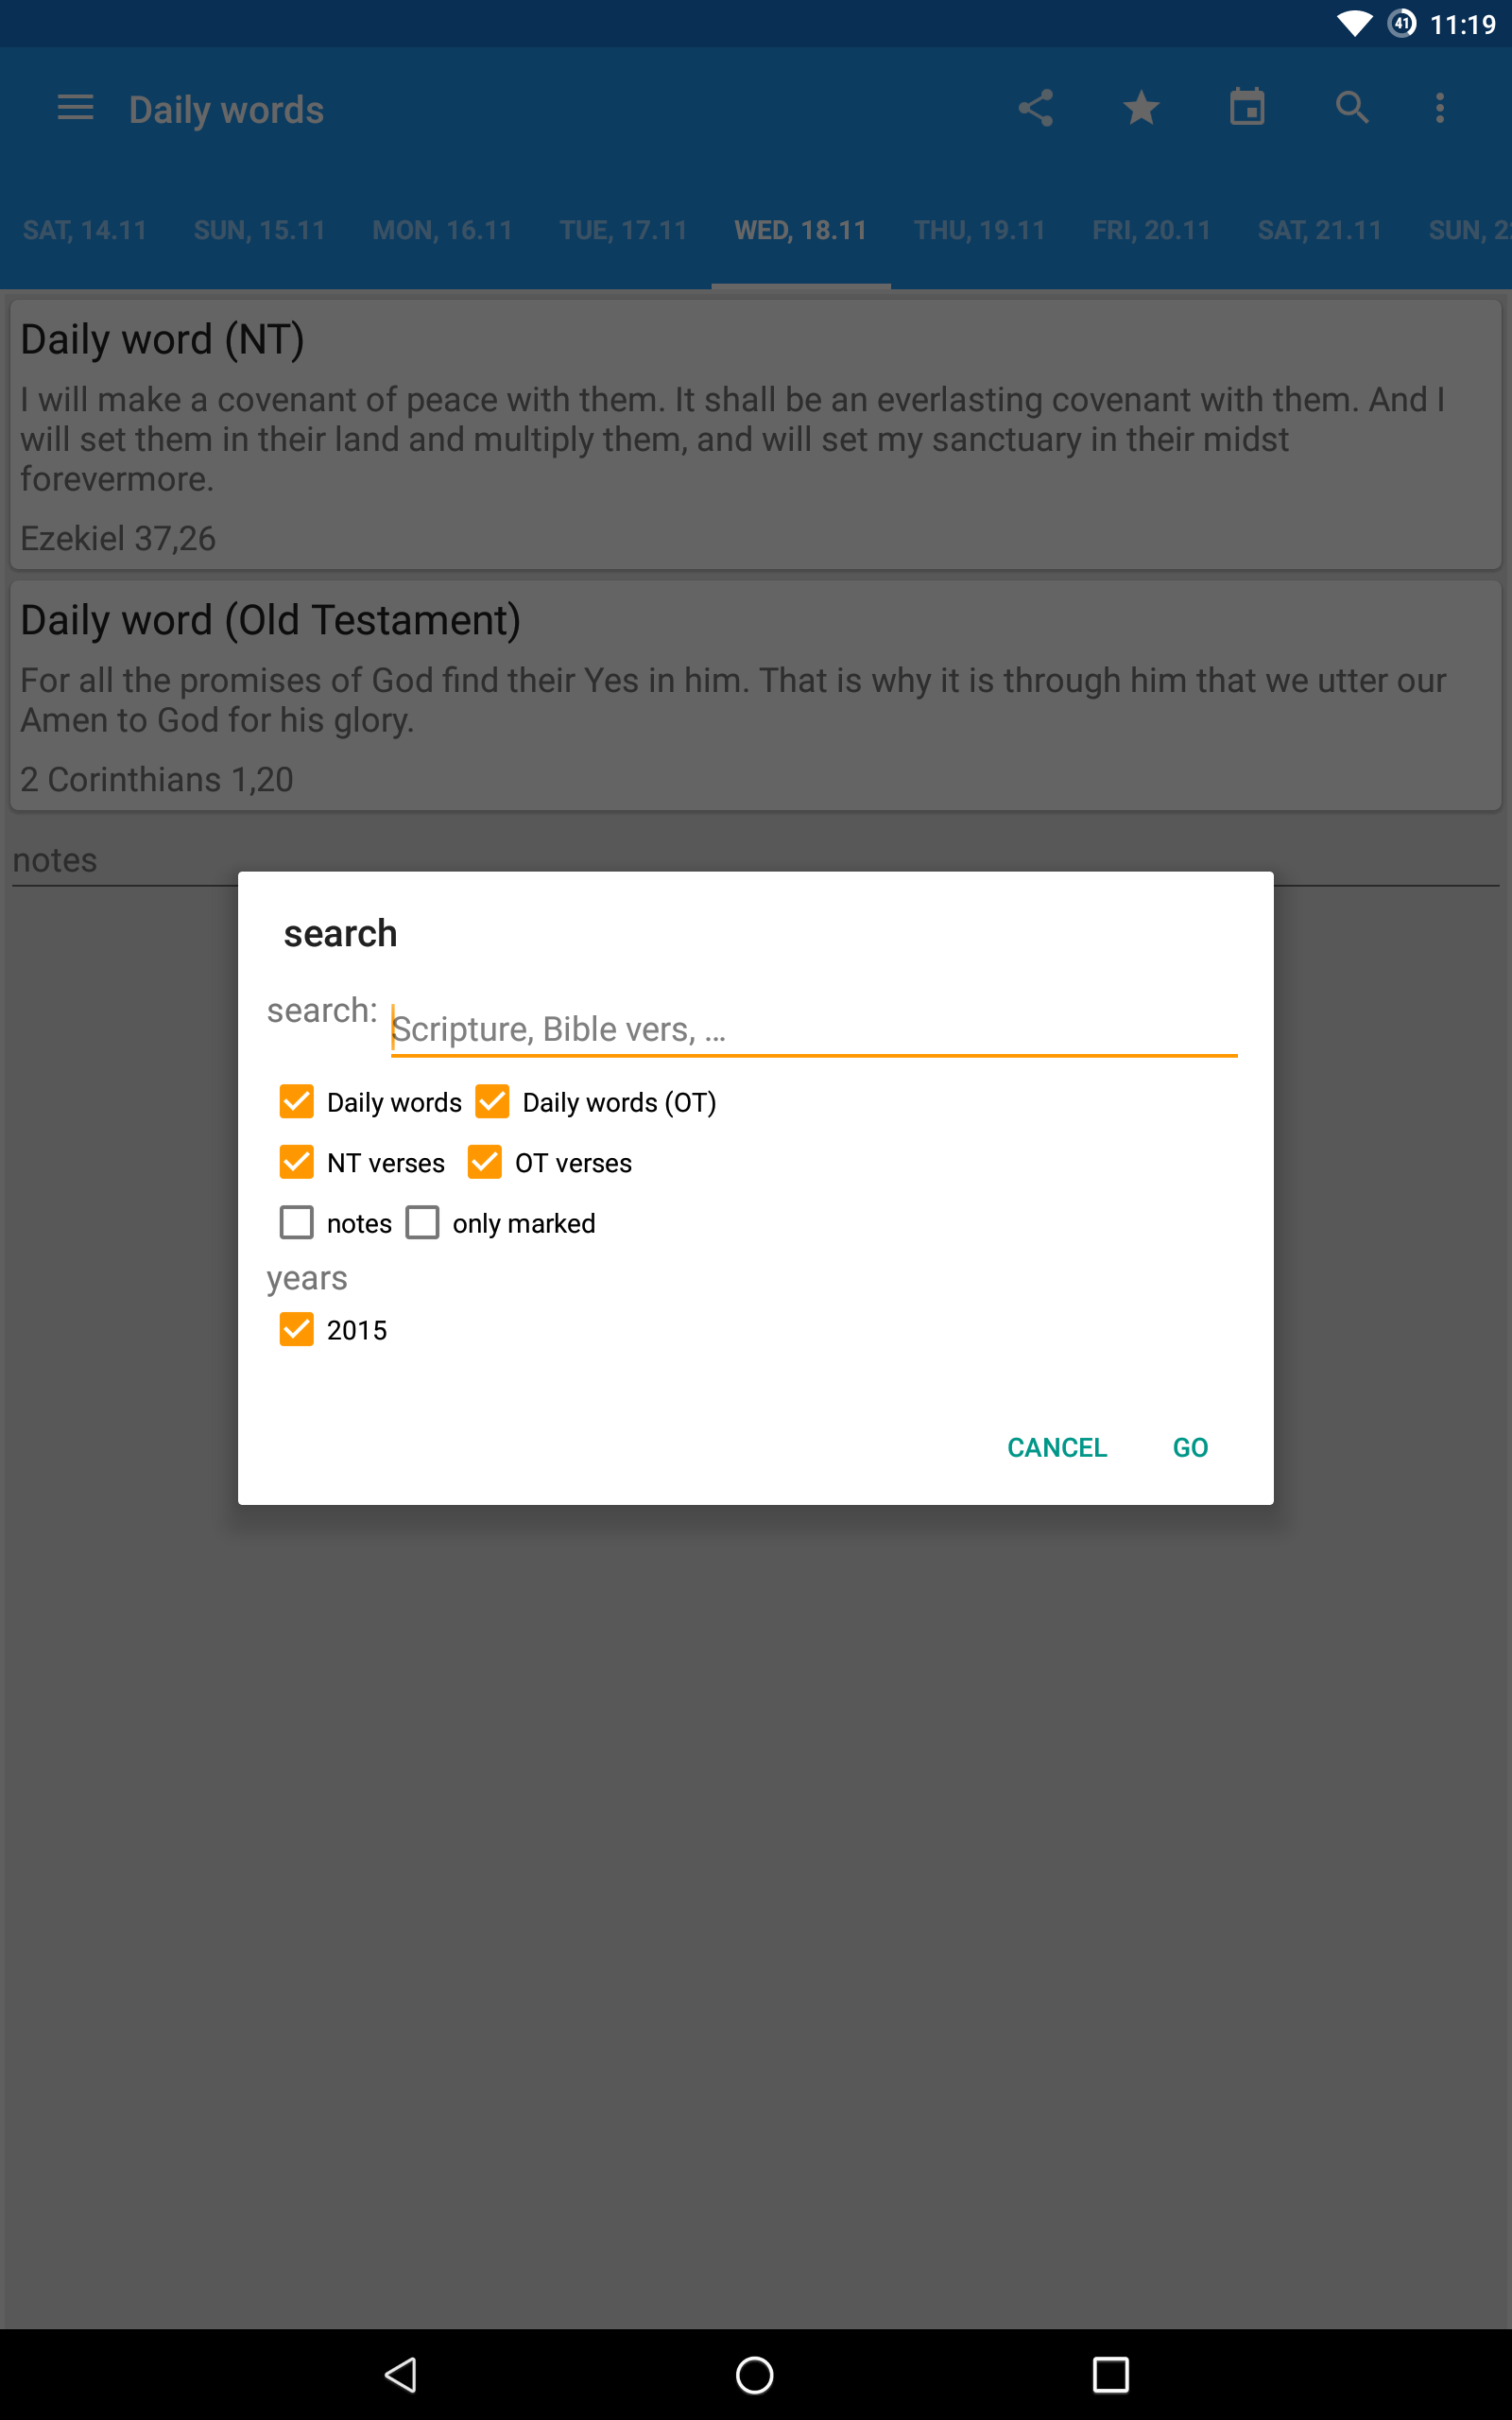 41 11:19
Daily words
SAT, 14.11 SUN, 15.11 MON, 16.11 TUE, 17.11 WED, 18.11 THU, 19.11 FRI, 20.11 SAT, 21.11 SUN, 2
Daily word (NT)
I will make a covenant of peace with them. It shall be an everlasting covenant with them. And I
will set them in their land and multiply them, and will set my sanctuary in their midst
forevermore.
Ezekiel 37,26
Daily word (Old Testament)
For all the promises of God find their Yes in him. That is why it is through him that we utter our
Amen to God for his glory.
2 Corinthians 1,20
notes
search
search: Scripture, Bible vers, ...
Daily words Daily words (OT)
NT verses OT verses
notes only marked
years
2015
CANCEL GO